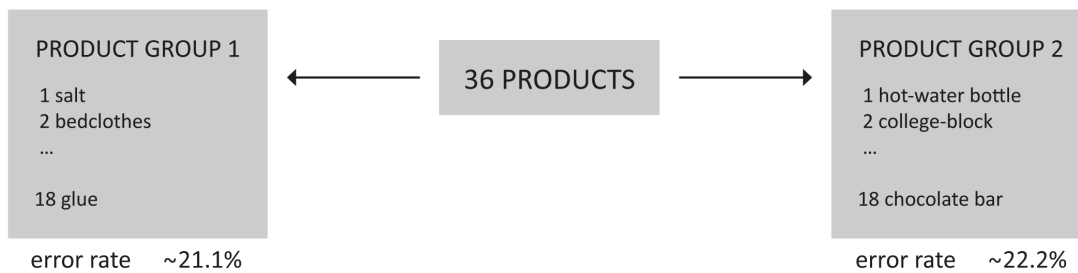 PRODUCT GROUP 1
1 salt
2 bedclothes
...
18 glue
error rate ~21.1%
36 PRODUCTS
PRODUCT GROUP 2
1 hot-water bottle
2 college-block
...
18 chocolate bar
error rate ~22.2%